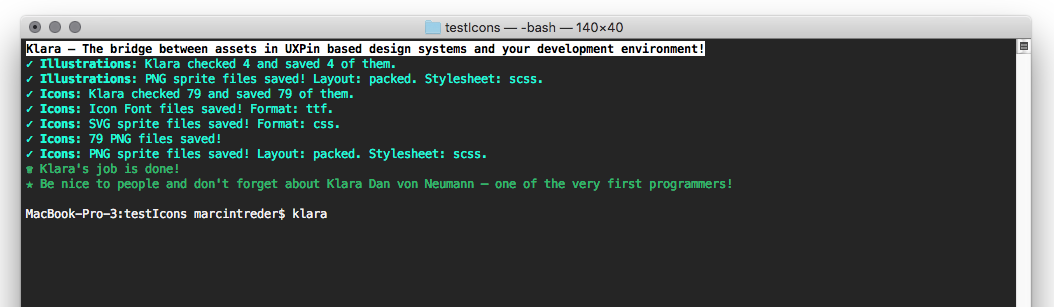 testIcons — -bash — 140×40
Klara — The bridge between assets in UXPin based design systems and your development environment!
✓ Illustrations: Klara checked 4 and saved 4 of them.
✓ Illustrations: PNG sprite files saved! Layout: packed. Stylesheet: scss.
✓ Icons: Klara checked 79 and saved 79 of them.
✓ Icons: Icon Font files saved! Format: ttf.
✓ Icons: SVG sprite files saved! Format: css.
✓ Icons: 79 PNG files saved!
✓ Icons: PNG sprite files saved! Layout: packed. Stylesheet: scss.
♛ Klara's job is done!
★ Be nice to people and don't forget about Klara Dan von Neumann — one of the very first programmers!
MacBook-Pro-3:testIcons marcintreder$ klara